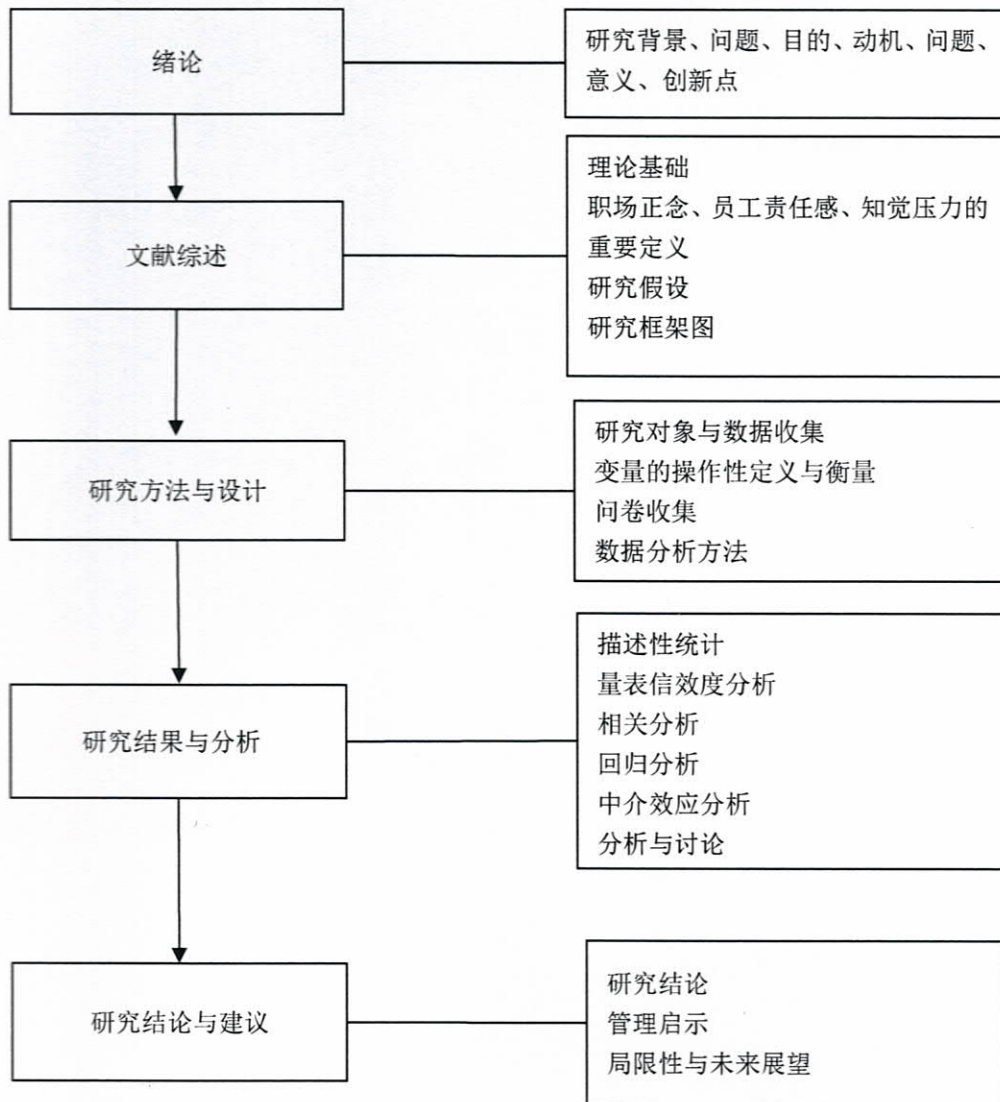 绪论
研究背景、问题、目的、动机、问题、
意义、创新点
文献综述
理论基础
职场正念、员工责任感、知觉压力的
重要定义
研究假设
研究框架图
研究方法与设计
研究对象与数据收集
变量的操作性定义与衡量
问卷收集
数据分析方法
研究结果与分析
描述性统计
量表信效度分析
相关分析
回归分析
中介效应分析
分析与讨论
研究结论与建议
研究结论
管理启示
局限性与未来展望